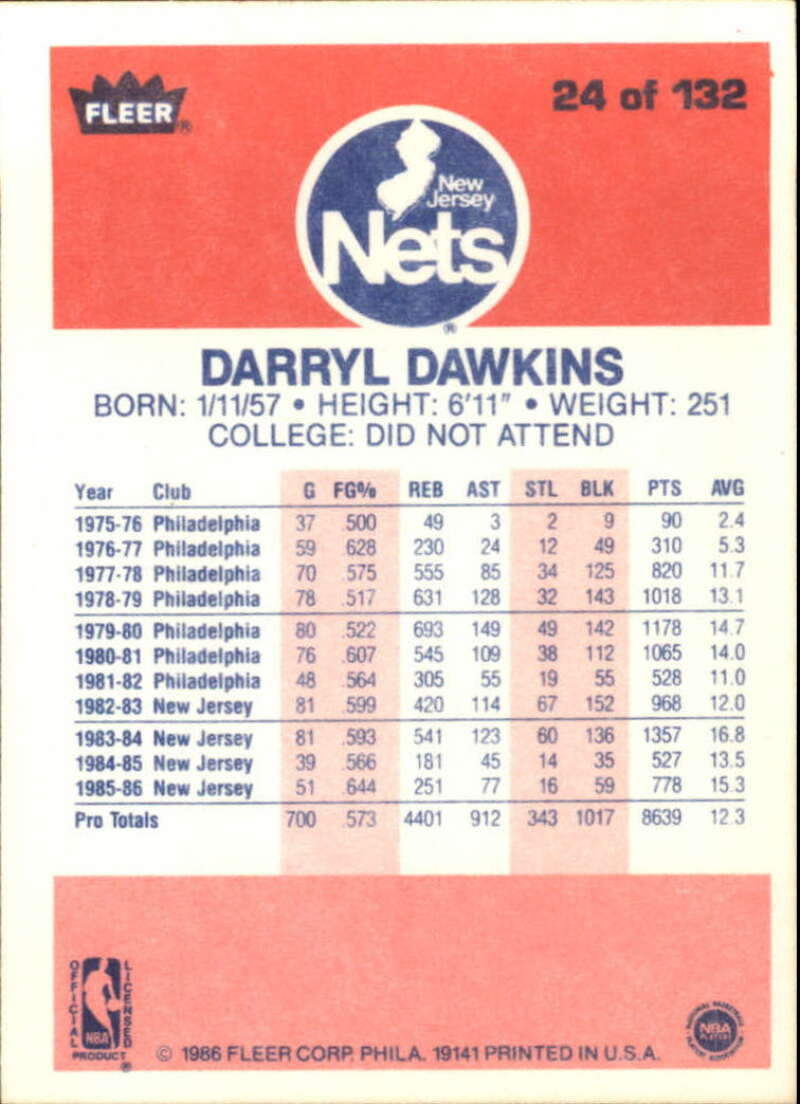 FLEER®
24 of 132
New
Jersey
Nets
®
DARRYL DAWKINS
BORN: 1/11/57 • HEIGHT: 6'11" • WEIGHT: 251
COLLEGE: DID NOT ATTEND
Year Club G FG% REB AST STL BLK PTS AVG
1975-76 Philadelphia 37 .500 49 3 2 9 90 2.4
1976-77 Philadelphia 59 .628 230 24 12 49 310 5.3
1977-78 Philadelphia 70 .575 555 85 34 125 820 11.7
1978-79 Philadelphia 78 .517 631 128 32 143 1018 13.1
1979-80 Philadelphia 80 .522 693 149 49 142 1178 14.7
1980-81 Philadelphia 76 .607 545 109 38 112 1065 14.0
1981-82 Philadelphia 48 .564 305 55 19 55 528 11.0
1982-83 New Jersey 81 .599 420 114 67 152 968 12.0
1983-84 New Jersey 81 .593 541 123 60 136 1357 16.8
1984-85 New Jersey 39 .566 181 45 14 35 527 13.5
1985-86 New Jersey 51 .644 251 77 16 59 778 15.3
Pro Totals 700 .573 4401 912 343 1017 8639 12.3
OFFICIAL
LICENSED
NBA
PRODUCT
®
© 1986 FLEER CORP. PHILA. 19141 PRINTED IN U.S.A.
NATIONAL BASKETBALL
NBA
PLAYERS
PLAYERS ASSOCIATION